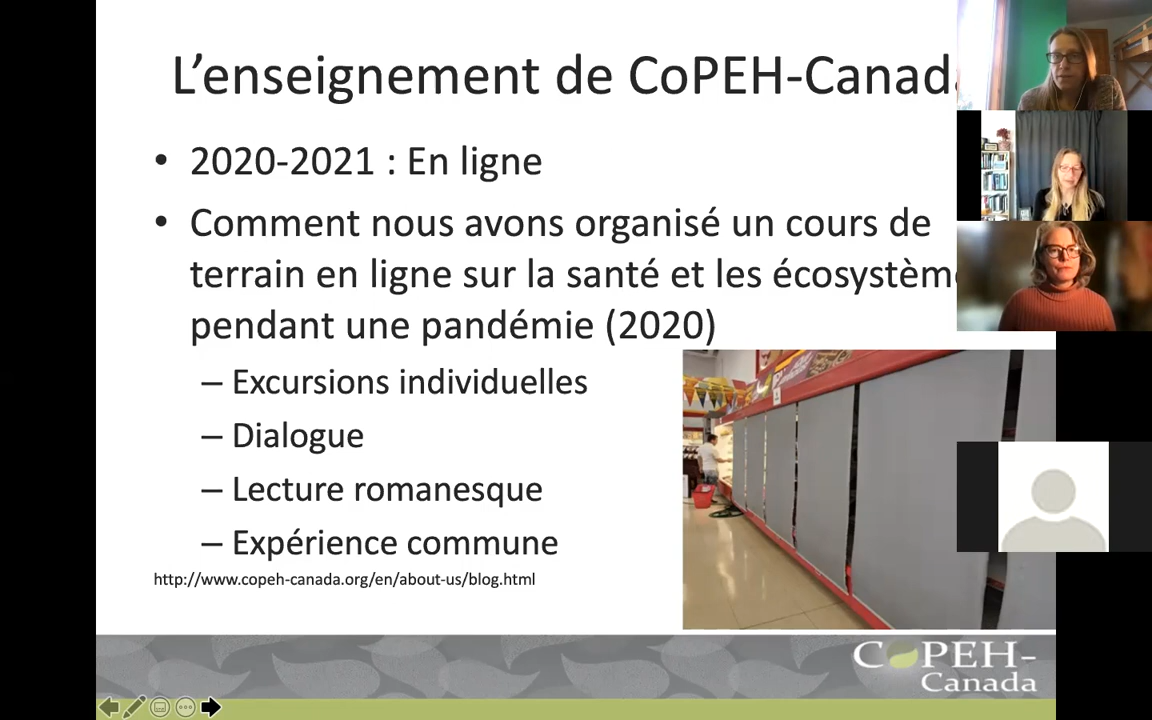 L’enseignement de CoPEH-Canada
• 2020-2021 : En ligne
• Comment nous avons organisé un cours de
terrain en ligne sur la santé et les écosystème
pendant une pandémie (2020)
– Excursions individuelles
– Dialogue
– Lecture romanesque
– Expérience commune
http://www.copeh-canada.org/en/about-us/blog.html
CoPEH-
Canada